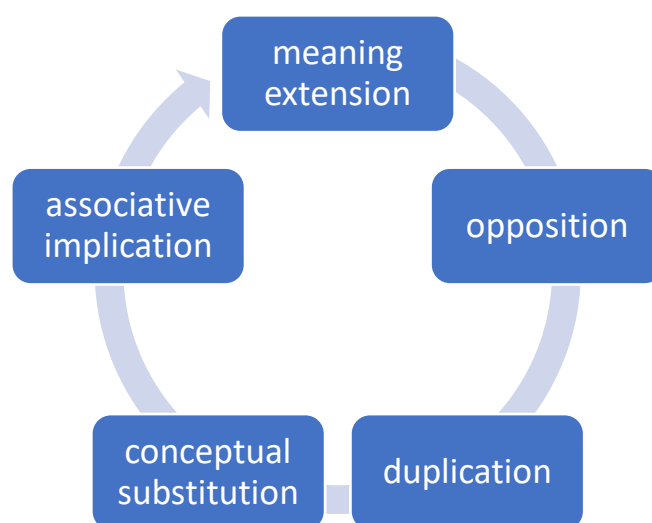 meaning
extension
opposition
duplication
conceptual
substitution
associative
implication